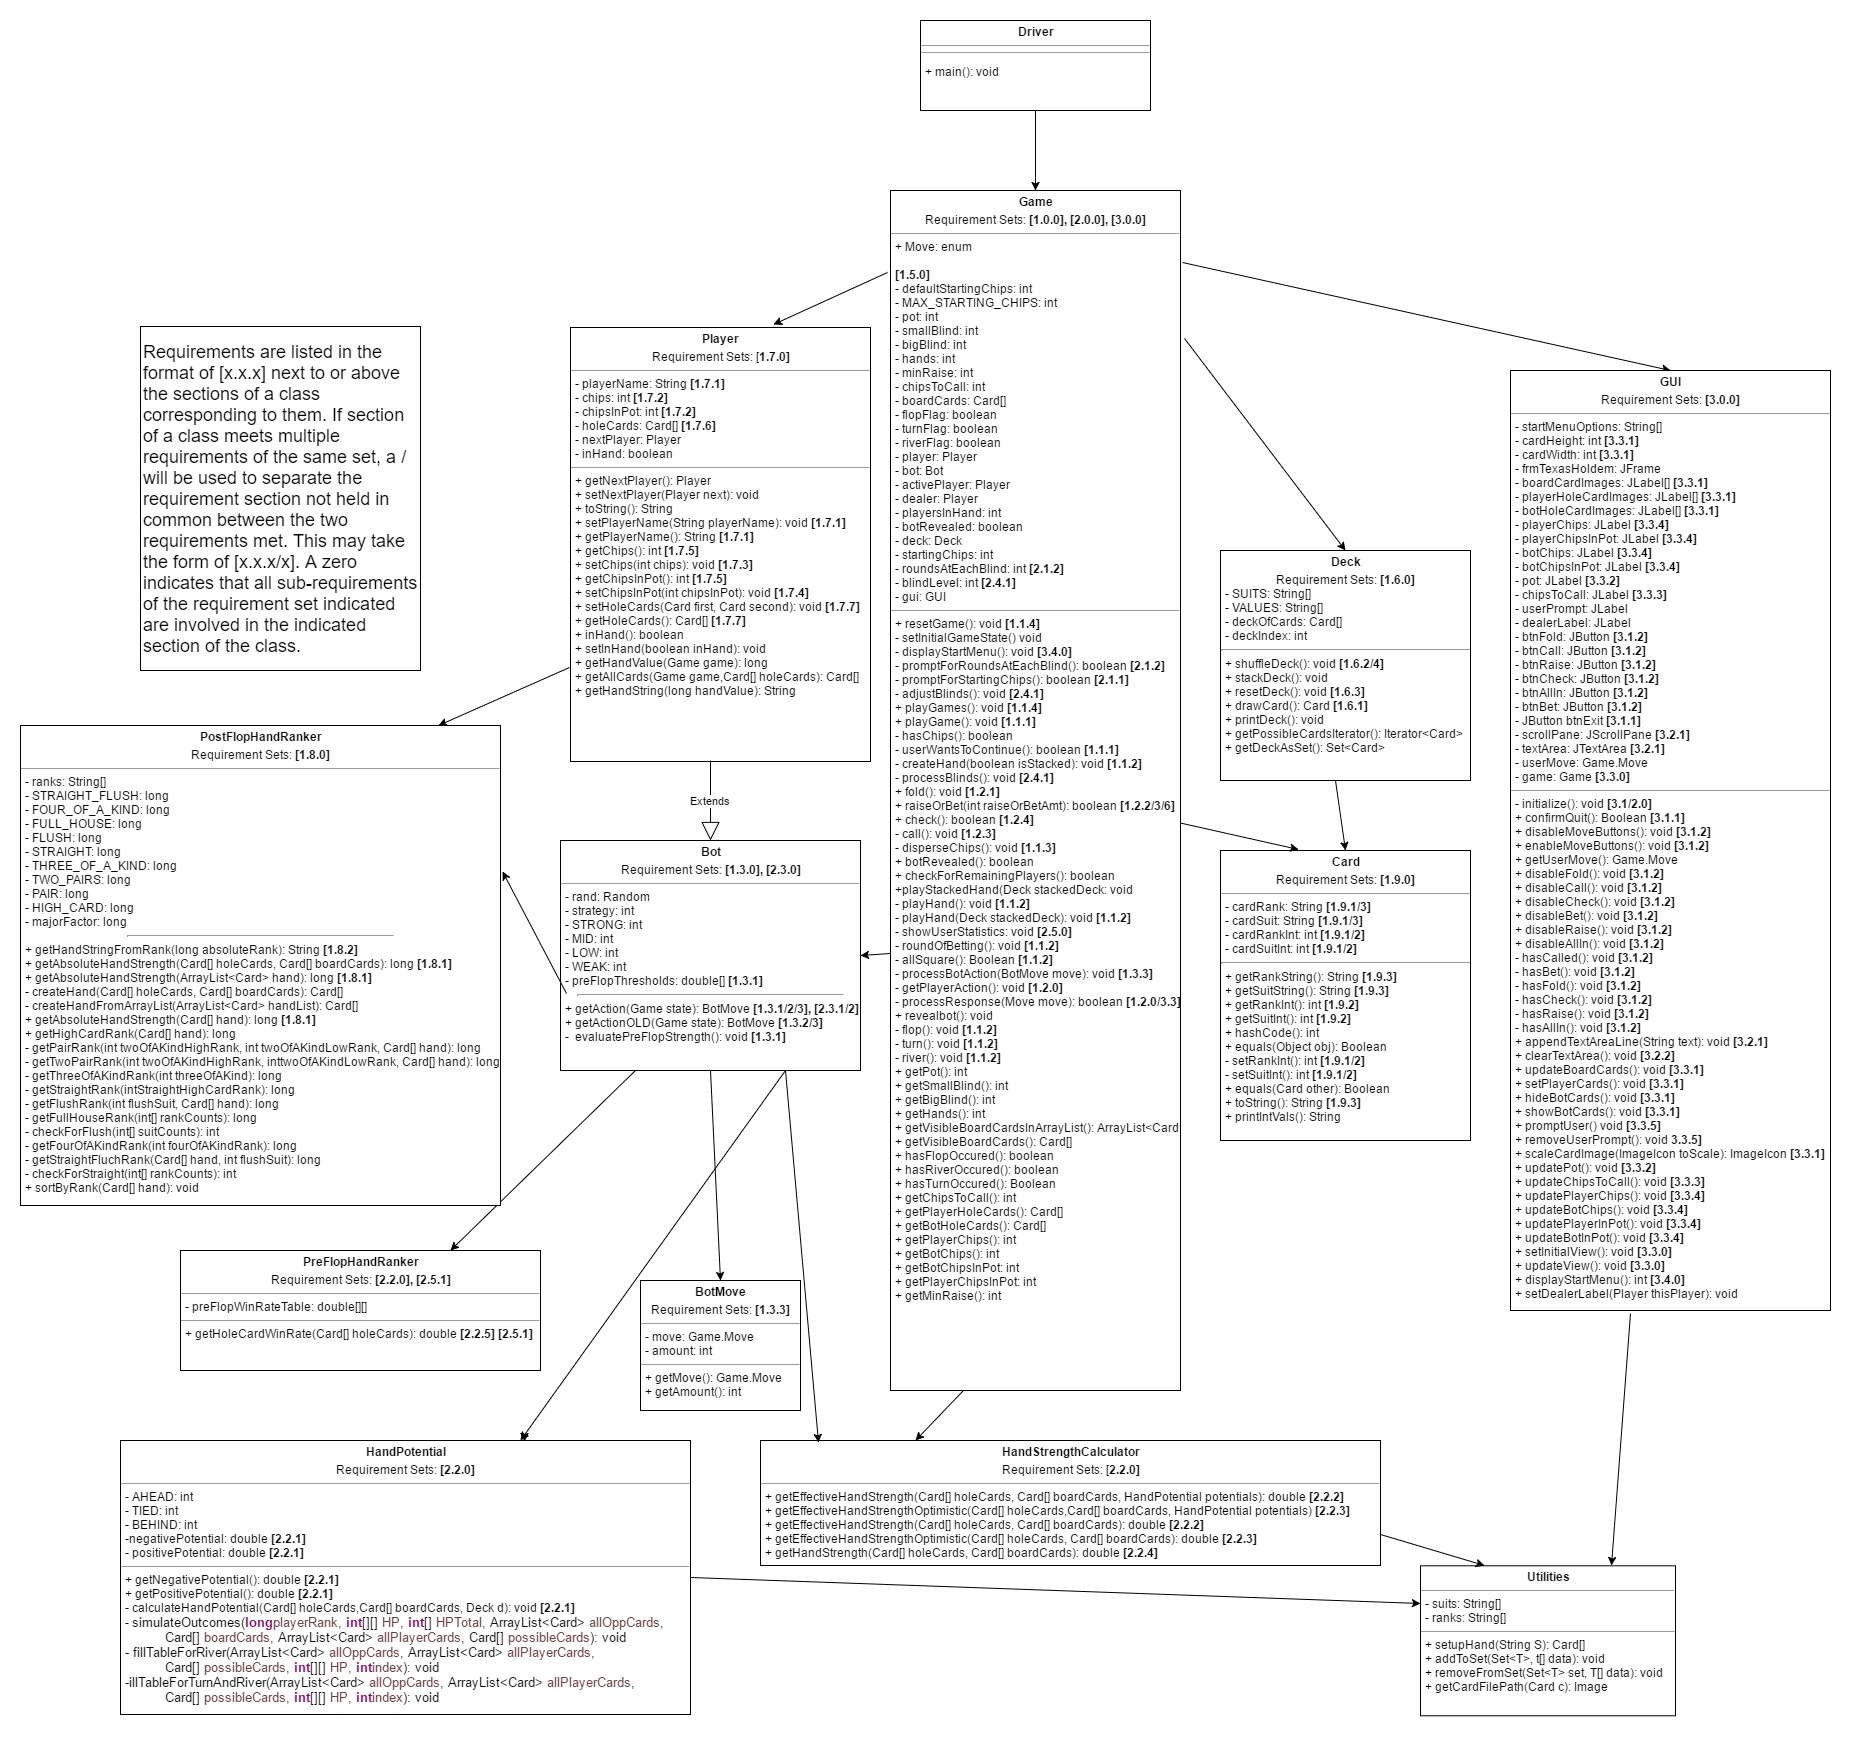 Driver
+ main(): void
Game
Requirement Sets: [1.0.0], [2.0.0], [3.0.0]
+ Move: enum
[1.5.0]
- defaultStartingChips: int
- MAX_STARTING_CHIPS: int
- pot: int
- smallBlind: int
- bigBlind: int
- hands: int
- minRaise: int
- chipsToCall: int
- boardCards: Card[]
- flopFlag: boolean
- turnFlag: boolean
- riverFlag: boolean
- player: Player
- bot: Bot
- activePlayer: Player
- dealer: Player
- playersInHand: int
- botRevealed: boolean
- deck: Deck
- startingChips: int
- roundsAtEachBlind: int [2.1.2]
- blindLevel: int [2.4.1]
- gui: GUI
+ resetGame(): void [1.1.4]
- setInitialGameState() void
- displayStartMenu(): void [3.4.0]
- promptForRoundsAtEachBlind(): boolean [2.1.2]
- promptForStartingChips(): boolean [2.1.1]
- adjustBlinds(): void [2.4.1]
+ playGames(): void [1.1.4]
+ playGame(): void [1.1.1]
- hasChips(): boolean
- userWantsToContinue(): boolean [1.1.1]
- createHand(boolean isStacked): void [1.1.2]
- processBlinds(): void [2.4.1]
+ fold(): void [1.2.1]
+ raiseOrBet(int raiseOrBetAmt): boolean [1.2.2/3/6]
+ check(): boolean [1.2.4]
- call(): void [1.2.3]
- disperseChips(): void [1.1.3]
+ botRevealed(): boolean
+ checkForRemainingPlayers(): boolean
+playStackedHand(Deck stackedDeck: void
- playHand(): void [1.1.2]
- playHand(Deck stackedDeck): void [1.1.2]
- showUserStatistics: void [2.5.0]
- roundOfBetting(): void [1.1.2]
- allSquare(): Boolean [1.1.2]
- processBotAction(BotMove move): void [1.3.3]
- getPlayerAction(): void [1.2.0]
- processResponse(Move move): boolean [1.2.0/3.3]
+ revealbot(): void
- flop(): void [1.1.2]
- turn(): void [1.1.2]
- river(): void [1.1.2]
+ getPot(): int
+ getSmallBlind(): int
+ getBigBlind(): int
+ getHands(): int
+ getVisibleBoardCardsInArrayList(): ArrayList<Card
+ getVisibleBoardCards(): Card[]
+ hasFlopOccured(): boolean
+ hasRiverOccured(): boolean
+ hasTurnOccured(): Boolean
+ getChipsToCall(): int
+ getPlayerHoleCards(): Card[]
+ getBotHoleCards(): Card[]
+ getPlayerChips(): int
+ getBotChips(): int
+ getBotChipsInPot: int
+ getPlayerChipsInPot: int
+ getMinRaise(): int
Requirements are listed in the
format of [x.x.x] next to or above
the sections of a class
corresponding to them. If section
of a class meets multiple
requirements of the same set, a /
will be used to separate the
requirement section not held in
common between the two
requirements met. This may take
the form of [x.x.x/x]. A zero
indicates that all sub-requirements
of the requirement set indicated
are involved in the indicated
section of the class.
Player
Requirement Sets: [1.7.0]
- playerName: String [1.7.1]
- chips: int [1.7.2]
- chipsInPot: int [1.7.2]
- holeCards: Card[] [1.7.6]
- nextPlayer: Player
- inHand: boolean
+ getNextPlayer(): Player
+ setNextPlayer(Player next): void
+ toString(): String
+ setPlayerName(String playerName): void [1.7.1]
+ getPlayerName(): String [1.7.1]
+ getChips(): int [1.7.5]
+ setChips(int chips): void [1.7.3]
+ getChipsInPot(): int [1.7.5]
+ setChipsInPot(int chipsInPot): void [1.7.4]
+ setHoleCards(Card first, Card second): void [1.7.7]
+ getHoleCards(): Card[] [1.7.7]
+ inHand(): boolean
+ setInHand(boolean inHand): void
+ getHandValue(Game game): long
+ getAllCards(Game game,Card[] holeCards): Card[]
+ getHandString(long handValue): String
Extends
GUI
Requirement Sets: [3.0.0]
- startMenuOptions: String[]
- cardHeight: int [3.3.1]
- cardWidth: int [3.3.1]
- frmTexasHoldem: JFrame
- boardCardImages: JLabel[] [3.3.1]
- playerHoleCardImages: JLabel[] [3.3.1]
- botHoleCardImages: JLabel[] [3.3.1]
- playerChips: JLabel [3.3.4]
- playerChipsInPot: JLabel [3.3.4]
- botChips: JLabel [3.3.4]
- botChipsInPot: JLabel [3.3.4]
- pot: JLabel [3.3.2]
- chipsToCall: JLabel [3.3.3]
- userPrompt: JLabel
- dealerLabel: JLabel
- btnFold: JButton [3.1.2]
- btnCall: JButton [3.1.2]
- btnRaise: JButton [3.1.2]
- btnCheck: JButton [3.1.2]
- btnAllIn: JButton [3.1.2]
- btnBet: JButton [3.1.2]
- JButton btnExit [3.1.1]
- scrollPane: JScrollPane [3.2.1]
- textArea: JTextArea [3.2.1]
- userMove: Game.Move
- game: Game [3.3.0]
- initialize(): void [3.1/2.0]
+ confirmQuit(): Boolean [3.1.1]
+ disableMoveButtons(): void [3.1.2]
+ enableMoveButtons(): void [3.1.2]
+ getUserMove(): Game.Move
+ disableFold(): void [3.1.2]
+ disableCall(): void [3.1.2]
+ disableCheck(): void [3.1.2]
+ disableBet(): void [3.1.2]
+ disableRaise(): void [3.1.2]
+ disableAllIn(): void [3.1.2]
- hasCalled(): void [3.1.2]
- hasBet(): void [3.1.2]
- hasFold(): void [3.1.2]
- hasCheck(): void [3.1.2]
- hasRaise(): void [3.1.2]
- hasAllIn(): void [3.1.2]
+ appendTextAreaLine(String text): void [3.2.1]
+ clearTextArea(): void [3.2.2]
+ updateBoardCards(): void [3.3.1]
+ setPlayerCards(): void [3.3.1]
+ hideBotCards(): void [3.3.1]
+ showBotCards(): void [3.3.1]
+ promptUser() void [3.3.5]
+ removeUserPrompt(): void 3.3.5]
+ scaleCardImage(ImageIcon toScale): ImageIcon [3.3.1]
+ updatePot(): void [3.3.2]
+ updateChipsToCall(): void [3.3.3]
+ updatePlayerChips(): void [3.3.4]
+ updateBotChips(): void [3.3.4]
+ updatePlayerInPot(): void [3.3.4]
+ updateBotInPot(): void [3.3.4]
+ setInitialView(): void [3.3.0]
+ updateView(): void [3.3.0]
+ displayStartMenu(): int [3.4.0]
+ setDealerLabel(Player thisPlayer): void
Deck
Requirement Sets: [1.6.0]
- SUITS: String[]
- VALUES: String[]
- deckOfCards: Card[]
- deckIndex: int
+ shuffleDeck(): void [1.6.2/4]
+ stackDeck(): void
+ resetDeck(): void [1.6.3]
+ drawCard(): Card [1.6.1]
+ printDeck(): void
+ getPossibleCardsIterator(): Iterator<Card>
+ getDeckAsSet(): Set<Card>
Card
Requirement Sets: [1.9.0]
- cardRank: String [1.9.1/3]
- cardSuit: String [1.9.1/3]
- cardRankInt: int [1.9.1/2]
- cardSuitInt: int [1.9.1/2]
+ getRankString(): String [1.9.3]
+ getSuitString(): String [1.9.3]
+ getRankInt(): int [1.9.2]
+ getSuitInt(): int [1.9.2]
+ hashCode(): int
+ equals(Object obj): Boolean
- setRankInt(): int [1.9.1/2]
- setSuitInt(): int [1.9.1/2]
+ equals(Card other): Boolean
+ toString(): String [1.9.3]
+ printIntVals(): String
PostFlopHandRanker
Requirement Sets: [1.8.0]
- ranks: String[]
- STRAIGHT_FLUSH: long
- FOUR_OF_A_KIND: long
- FULL_HOUSE: long
- FLUSH: long
- STRAIGHT: long
- THREE_OF_A_KIND: long
- TWO_PAIRS: long
- PAIR: long
- HIGH_CARD: long
- majorFactor: long
+ getHandStringFromRank(long absoluteRank): String [1.8.2]
+ getAbsoluteHandStrength(Card[] holeCards, Card[] boardCards): long [1.8.1]
+ getAbsoluteHandStrength(ArrayList<Card> hand): long [1.8.1]
- createHand(Card[] holeCards, Card[] boardCards): Card[]
- createHandFromArrayList(ArrayList<Card> handList): Card[]
+ getAbsoluteHandStrength(Card[] hand): long [1.8.1]
+ getHighCardRank(Card[] hand): long
- getPairRank(int twoOfAKindHighRank, int twoOfAKindLowRank, Card[] hand): long
- getTwoPairRank(int twoOfAKindHighRank, inttwoOfAKindLowRank, Card[] hand): long
- getThreeOfAKindRank(int threeOfAKind): long
- getStraightRank(intStraightHighCardRank): long
- getFlushRank(int flushSuit, Card[] hand): long
- getFullHouseRank(int[] rankCounts): long
- checkForFlush(int[] suitCounts): int
- getFourOfAKindRank(int fourOfAKindRank): long
- getStraightFluchRank(Card[] hand, int flushSuit): long
- checkForStraight(int[] rankCounts): int
+ sortByRank(Card[] hand): void
Bot
Requirement Sets: [1.3.0], [2.3.0]
- rand: Random
- strategy: int
- STRONG: int
- MID: int
- LOW: int
- WEAK: int
- preFlopThresholds: double[] [1.3.1]
+ getAction(Game state): BotMove [1.3.1/2/3], [2.3.1/2]
+ getActionOLD(Game state): BotMove [1.3.2/3]
- evaluatePreFlopStrength(): void [1.3.1]
PreFlopHandRanker
Requirement Sets: [2.2.0], [2.5.1]
- preFlopWinRateTable: double[][]
+ getHoleCardWinRate(Card[] holeCards): double [2.2.5] [2.5.1]
BotMove
Requirement Sets: [1.3.3]
- move: Game.Move
- amount: int
+ getMove(): Game.Move
+ getAmount(): int
HandPotential
Requirement Sets: [2.2.0]
- AHEAD: int
- TIED: int
- BEHIND: int
-negativePotential: double [2.2.1]
- positivePotential: double [2.2.1]
+ getNegativePotential(): double [2.2.1]
+ getPositivePotential(): double [2.2.1]
- calculateHandPotential(Card[] holeCards,Card[] boardCards, Deck d): void [2.2.1]
- simulateOutcomes(longplayerRank, int[][] HP, int[] HPTotal, ArrayList<Card> allOppCards,
Card[] boardCards, ArrayList<Card> allPlayerCards, Card[] possibleCards): void
- fillTableForRiver(ArrayList<Card> allOppCards, ArrayList<Card> allPlayerCards,
Card[] possibleCards, int[][] HP, intindex): void
-illTableForTurnAndRiver(ArrayList<Card> allOppCards, ArrayList<Card> allPlayerCards,
Card[] possibleCards, int[][] HP, intindex): void
HandStrengthCalculator
Requirement Sets: [2.2.0]
+ getEffectiveHandStrength(Card[] holeCards, Card[] boardCards, HandPotential potentials): double [2.2.2]
+ getEffectiveHandStrengthOptimistic(Card[] holeCards,Card[] boardCards, HandPotential potentials) [2.2.3]
+ getEffectiveHandStrength(Card[] holeCards, Card[] boardCards): double [2.2.2]
+ getEffectiveHandStrengthOptimistic(Card[] holeCards, Card[] boardCards): double [2.2.3]
+ getHandStrength(Card[] holeCards, Card[] boardCards): double [2.2.4]
Utilities
- suits: String[]
- ranks: String[]
+ setupHand(String S): Card[]
+ addToSet(Set<T>, t[] data): void
+ removeFromSet(Set<T> set, T[] data): void
+ getCardFilePath(Card c): Image